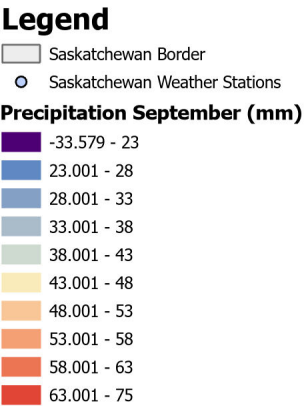 Legend
Saskatchewan Border
Saskatchewan Weather Stations
Precipitation September (mm)
-33.579 - 23
23.001 - 28
28.001 - 33
33.001 - 38
38.001 - 43
43.001 - 48
48.001 - 53
53.001 - 58
58.001 - 63
63.001 - 75